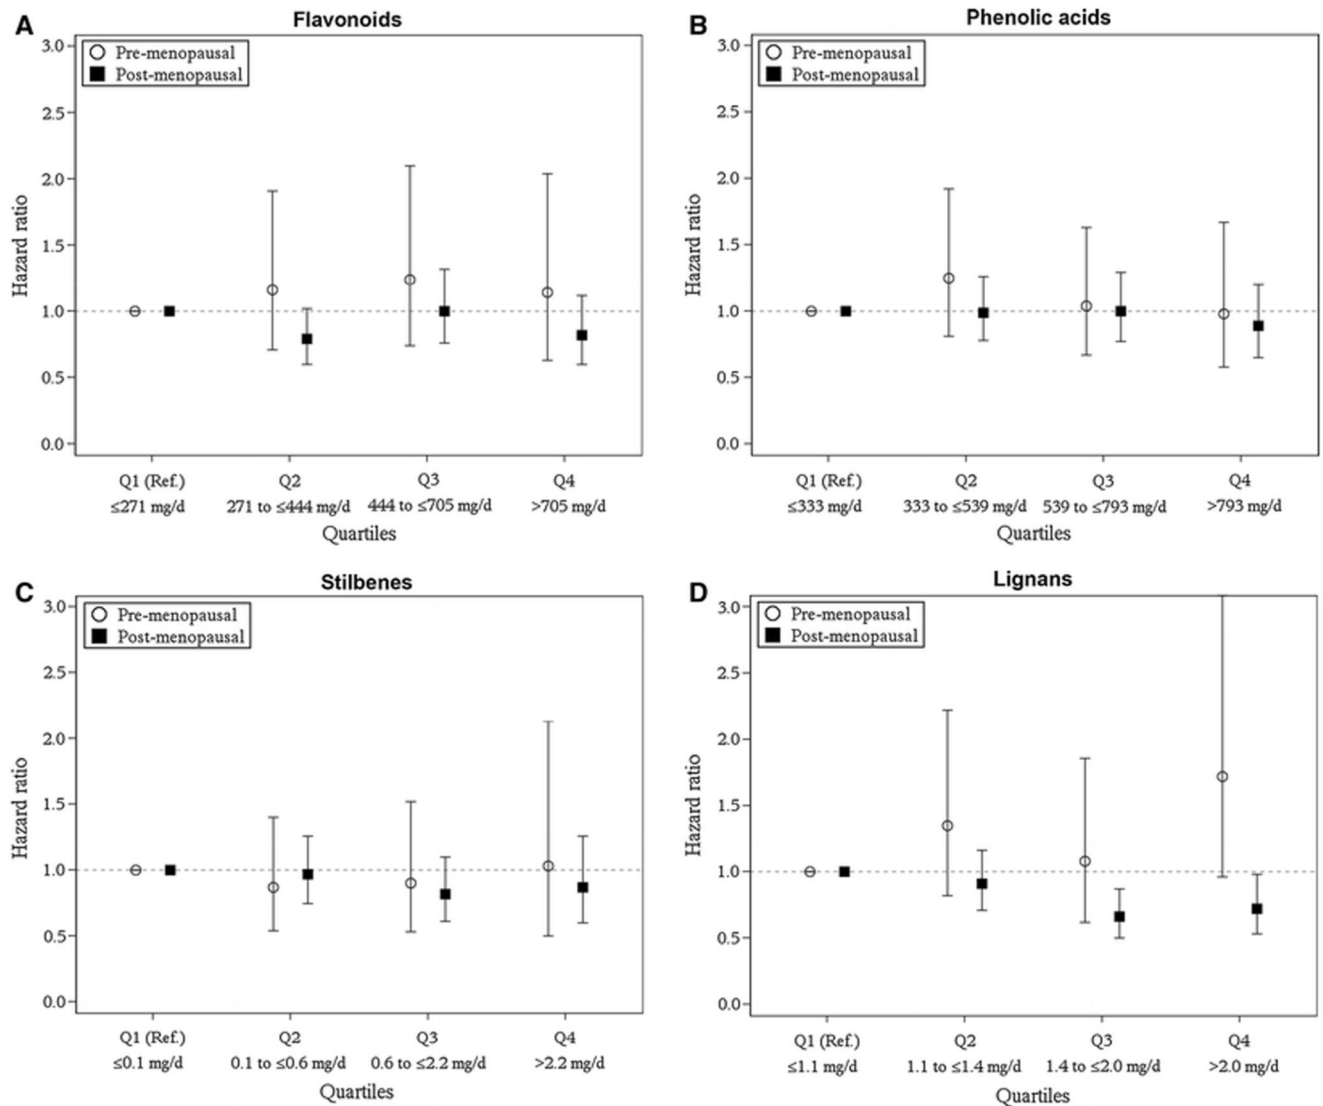 A
Flavonoids
Pre-menopausal
Post-menopausal
3.0
2.5
2.0
1.5
1.0
0.5
0.0
Hazard ratio
Q1 (Ref.)
Q2
Q3
Q4
≤271 mg/d
271 to ≤444 mg/d
444 to ≤705 mg/d
>705 mg/d
Quartiles
B
Phenolic acids
Pre-menopausal
Post-menopausal
3.0
2.5
2.0
1.5
1.0
0.5
0.0
Hazard ratio
Q1 (Ref.)
Q2
Q3
Q4
≤333 mg/d
333 to ≤539 mg/d
539 to ≤793 mg/d
>793 mg/d
Quartiles
C
Stilbenes
Pre-menopausal
Post-menopausal
3.0
2.5
2.0
1.5
1.0
0.5
0.0
Hazard ratio
Q1 (Ref.)
Q2
Q3
Q4
≤0.1 mg/d
0.1 to ≤0.6 mg/d
0.6 to ≤2.2 mg/d
>2.2 mg/d
Quartiles
D
Lignans
Pre-menopausal
Post-menopausal
3.0
2.5
2.0
1.5
1.0
0.5
0.0
Hazard ratio
Q1 (Ref.)
Q2
Q3
Q4
≤1.1 mg/d
1.1 to ≤1.4 mg/d
1.4 to ≤2.0 mg/d
>2.0 mg/d
Quartiles